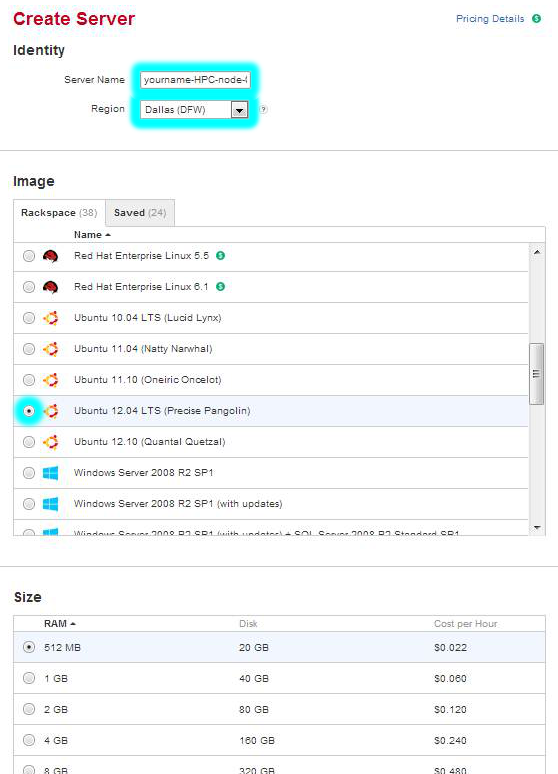 Create Server
Pricing Details $
Identity
Server Name yourname-HPC-node-
Region Dallas (DFW) ?
Image
Rackspace (38) Saved (24)
Name
Red Hat Enterprise Linux 5.5 $
Red Hat Enterprise Linux 6.1 $
Ubuntu 10.04 LTS (Lucid Lynx)
Ubuntu 11.04 (Natty Narwhal)
Ubuntu 11.10 (Oneiric Oncelot)
Ubuntu 12.04 LTS (Precise Pangolin)
Ubuntu 12.10 (Quantal Quetzal)
Windows Server 2008 R2 SP1
Windows Server 2008 R2 SP1 (with updates)
Windows Server 2008 R2 SP1 (with updates) + SQL Server 2008 R2 Standard SP1
Size
RAM Disk Cost per Hour
512 MB 20 GB $0.022
1 GB 40 GB $0.060
2 GB 80 GB $0.120
4 GB 160 GB $0.240
8 GB 320 GB $0.480